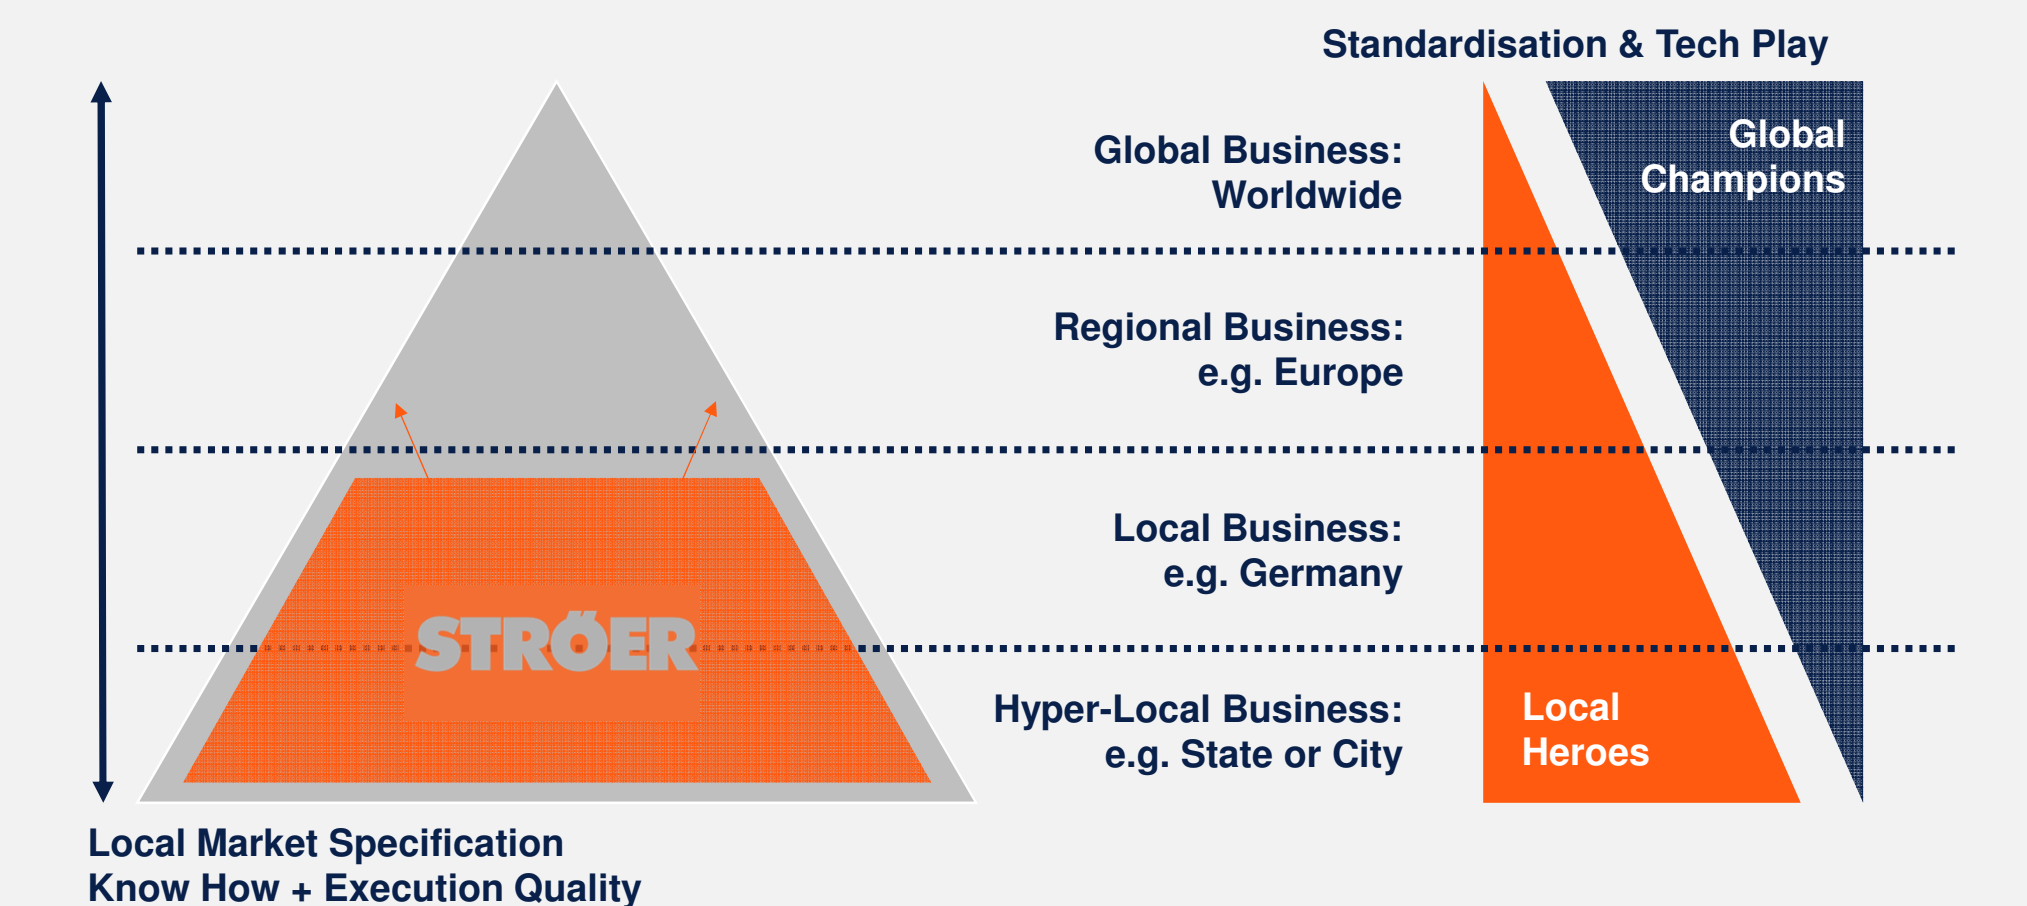 Standardisation & Tech Play
Global
Champions
Global Business:
Worldwide
Regional Business:
e.g. Europe
Local Business:
e.g. Germany
STRÖER
Hyper-Local Business:
e.g. State or City
Local
Heroes
Local Market Specification
Know How + Execution Quality